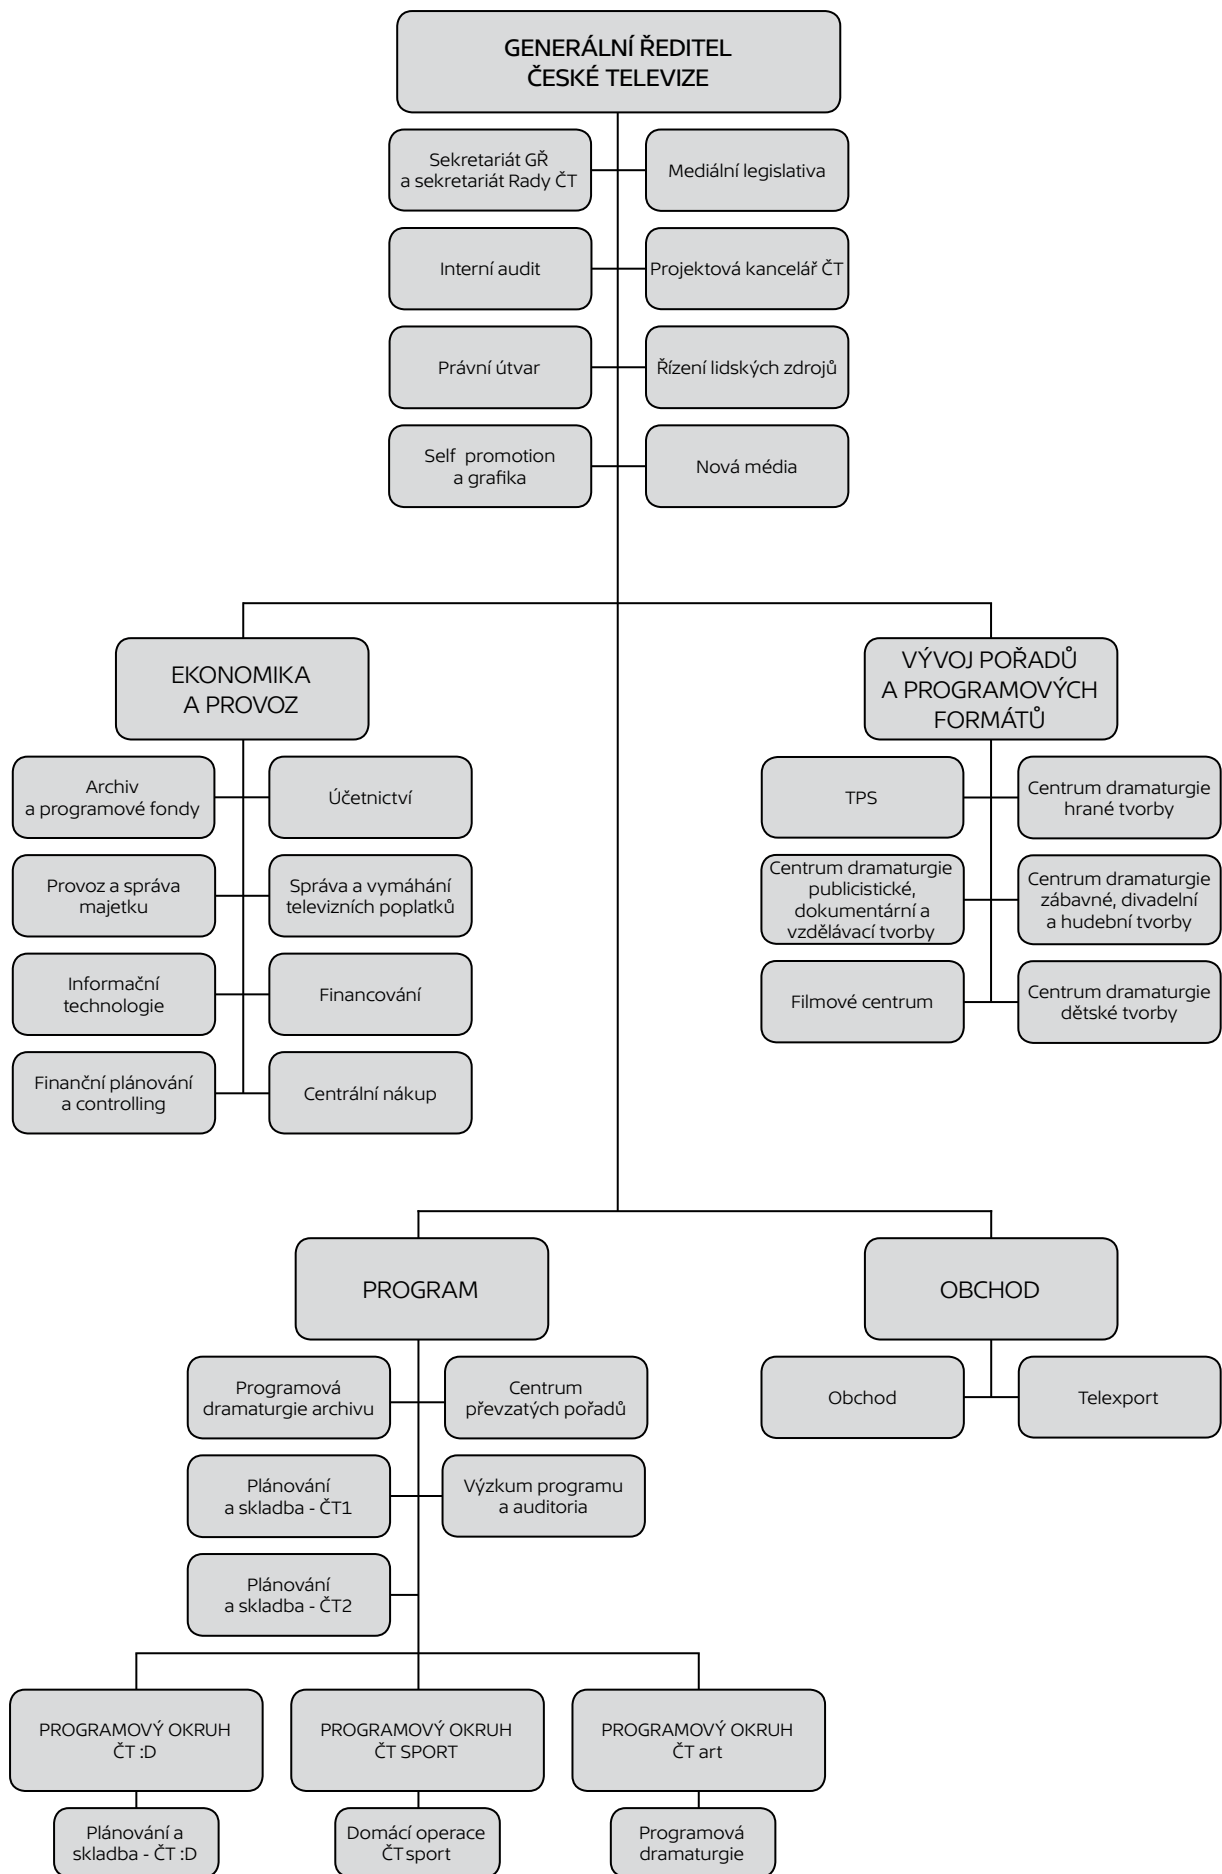 GENERÁLNÍ ŘEDITEL
ČESKÉ TELEVIZE
Sekretariát GŘ
a sekretariát Rady ČT
Mediální legislativa
Interní audit
Projektová kancelář ČT
Právní útvar
Řízení lidských zdrojů
Self promotion
a grafika
Nová média
EKONOMIKA
A PROVOZ
Archiv
a programové fondy
Účetnictví
Provoz a správa
majetku
Správa a vymáhání
televizních poplatků
Informační
technologie
Financování
Finanční plánování
a controlling
Centrální nákup
VÝVOJ POŘADŮ
A PROGRAMOVÝCH
FORMÁTŮ
TPS
Centrum dramaturgie
hrané tvorby
Centrum dramaturgie
publicistické,
dokumentární a
vzdělávací tvorby
Centrum dramaturgie
zábavné, divadelní
a hudební tvorby
Filmové centrum
Centrum dramaturgie
dětské tvorby
PROGRAM
Programová
dramaturgie archivu
Centrum
převzatých pořadů
Plánování
a skladba - ČT1
Výzkum programu
a auditoria
Plánování
a skladba - ČT2
OBCHOD
Obchod
Telexport
PROGRAMOVÝ OKRUH
ČT :D
PROGRAMOVÝ OKRUH
ČT SPORT
PROGRAMOVÝ OKRUH
ČT art
Plánování a
skladba - ČT :D
Domácí operace
ČT sport
Programová
dramaturgie